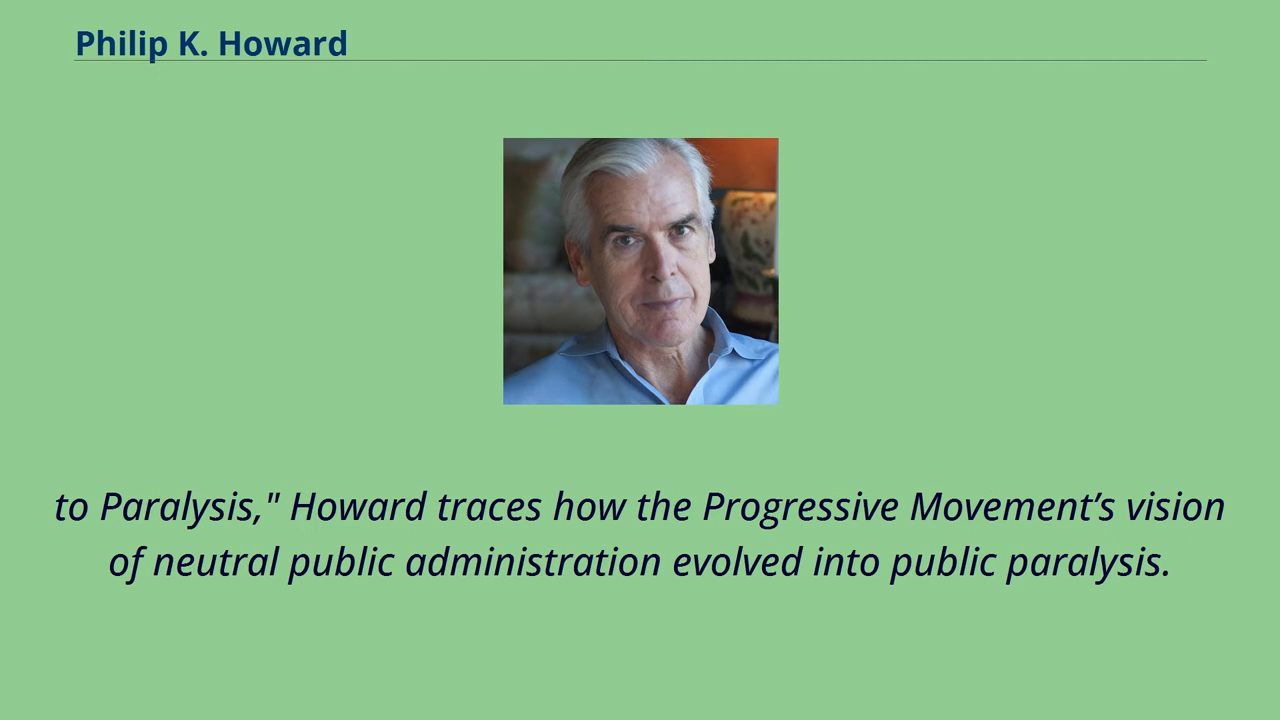 Philip K. Howard
to Paralysis," Howard traces how the Progressive Movement’s vision
of neutral public administration evolved into public paralysis.